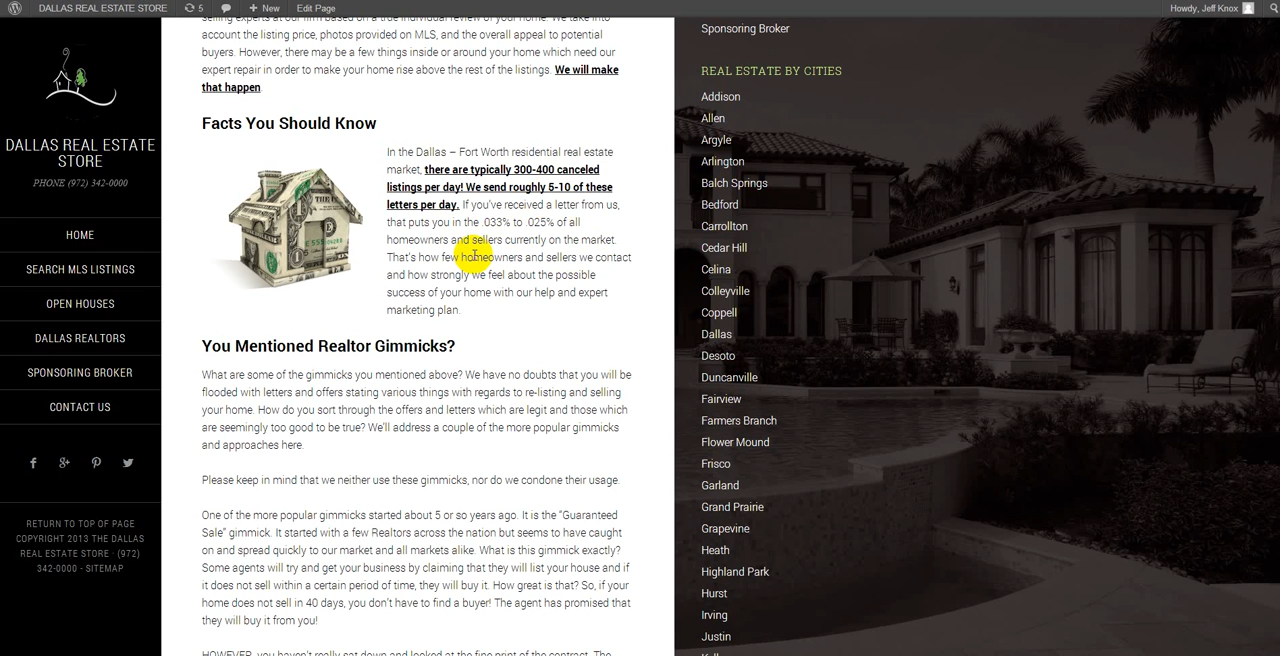 DALLAS REAL ESTATE STORE
5
New
Edit Page
Howdy, Jeff Knox
DALLAS REAL ESTATE
STORE
PHONE (972) 342-0000
HOME
SEARCH MLS LISTINGS
OPEN HOUSES
DALLAS REALTORS
SPONSORING BROKER
CONTACT US
RETURN TO TOP OF PAGE
COPYRIGHT 2013 THE DALLAS
REAL ESTATE STORE · (972)
342-0000 - SITEMAP
selling experts at our firm based on a true individual review of your home. We take into
account the listing price, photos provided on MLS, and the overall appeal to potential
buyers. However, there may be a few things inside or around your home which need our
expert repair in order to make your home rise above the rest of the listings. We will make
that happen.
Facts You Should Know
In the Dallas – Fort Worth residential real estate
market, there are typically 300-400 canceled
listings per day! We send roughly 5-10 of these
letters per day. If you've received a letter from us,
that puts you in the .033% to .025% of all
homeowners and sellers currently on the market.
That's how few homeowners and sellers we contact
and how strongly we feel about the possible
success of your home with our help and expert
marketing plan.
You Mentioned Realtor Gimmicks?
What are some of the gimmicks you mentioned above? We have no doubts that you will be
flooded with letters and offers stating various things with regards to re-listing and selling
your home. How do you sort through the offers and letters which are legit and those which
are seemingly too good to be true? We'll address a couple of the more popular gimmicks
and approaches here.
Please keep in mind that we neither use these gimmicks, nor do we condone their usage.
One of the more popular gimmicks started about 5 or so years ago. It is the “Guaranteed
Sale” gimmick. It started with a few Realtors across the nation but seems to have caught
on and spread quickly to our market and all markets alike. What is this gimmick exactly?
Some agents will try and get your business by claiming that they will list your house and if
it does not sell within a certain period of time, they will buy it. How great is that? So, if your
home does not sell in 40 days, you don't have to find a buyer! The agent has promised that
they will buy it from you!
HOWEVER, you haven't really sat down and looked at the fine print of the contract. The
Sponsoring Broker
REAL ESTATE BY CITIES
Addison
Allen
Argyle
Arlington
Balch Springs
Bedford
Carrollton
Cedar Hill
Celina
Colleyville
Coppell
Dallas
Desoto
Duncanville
Fairview
Farmers Branch
Flower Mound
Frisco
Garland
Grand Prairie
Grapevine
Heath
Highland Park
Hurst
Irving
Justin